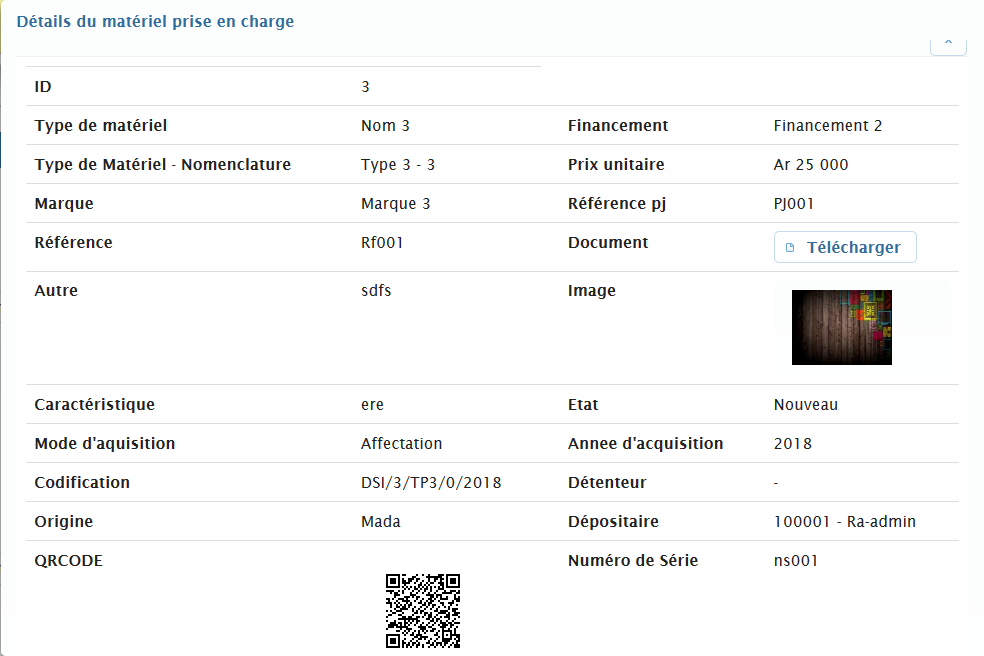 Détails du matériel prise en charge
ID 3
Type de matériel Nom 3 Financement Financement 2
Type de Matériel - Nomenclature Type 3 - 3 Prix unitaire Ar 25 000
Marque Marque 3 Référence pj PJ001
Référence Rf001 Document Télécharger
Autre sdfs Image
Caractéristique ere Etat Nouveau
Mode d'aquisition Affectation Annee d'acquisition 2018
Codification DSI/3/TP3/0/2018 Détenteur -
Origine Mada Dépositaire 100001 - Ra-admin
QRCODE Numéro de Série ns001